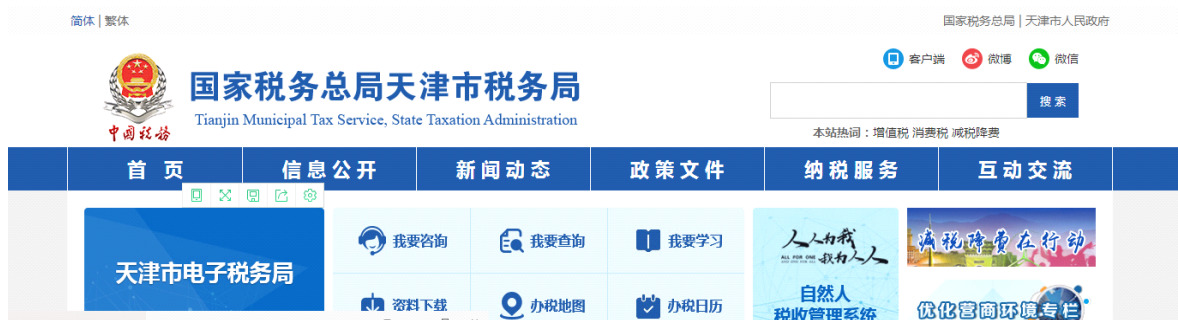 简体 | 繁体
国家税务总局 | 天津市人民政府
客户端 微博 微信
中国税务
国家税务总局天津市税务局
Tianjin Municipal Tax Service, State Taxation Administration
搜 索
本站热词：增值税 消费税 减税降费
首 页 信息公开 新闻动态 政策文件 纳税服务 互动交流
天津市电子税务局
我要咨询 我要查询 我要学习
资料下载 办税地图 办税日历
人人为我
ALL FOR ONE
我为人人
自然人
税收管理系统
减税降费在行动
优化营商环境专栏